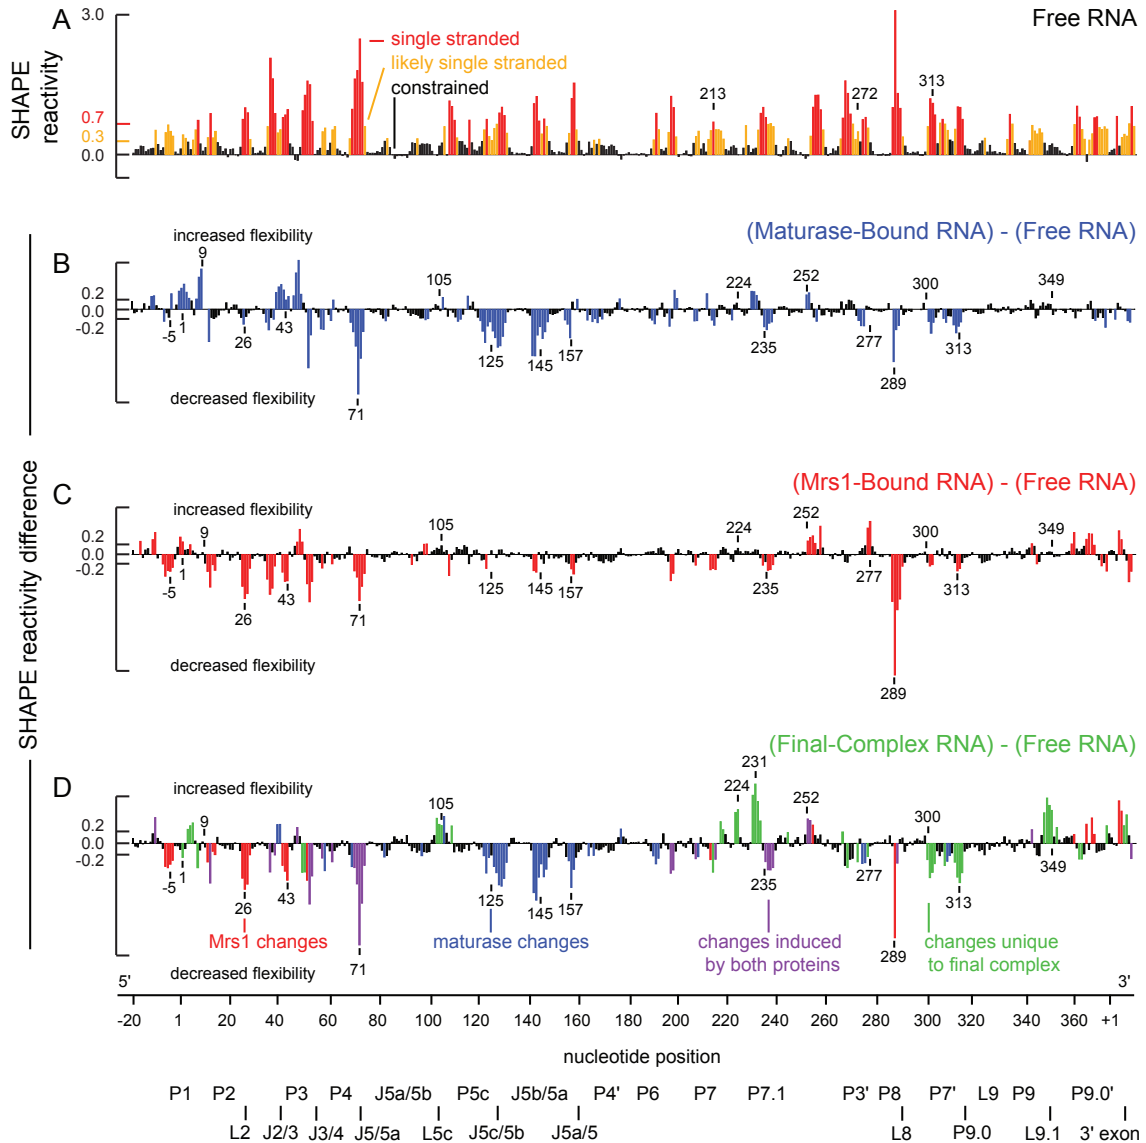 A
Free RNA
SHAPE
reactivity
3.0
0.7
0.3
0.0
single stranded
likely single stranded
constrained
213
272
313
B
(Maturase-Bound RNA) - (Free RNA)
increased flexibility
decreased flexibility
0.2
0.0
-0.2
-5
1
9
26
43
71
105
125
145
157
224
235
252
277
289
300
313
349
SHAPE reactivity difference
C
(Mrs1-Bound RNA) - (Free RNA)
increased flexibility
decreased flexibility
0.2
0.0
-0.2
-5
1
9
26
43
71
105
125
145
157
224
235
252
277
289
300
313
349
D
(Final-Complex RNA) - (Free RNA)
increased flexibility
decreased flexibility
0.2
0.0
-0.2
-5
1
9
26
43
71
105
125
145
157
224
231
235
252
277
289
300
313
349
Mrs1 changes
maturase changes
changes induced
by both proteins
changes unique
to final complex
5'
3'
-20 1 20 40 60 80 100 120 140 160 180 200 220 240 260 280 300 320 340 360 +1
nucleotide position
P1 P2 P3 P4 J5a/5b P5c J5b/5a P4' P6 P7 P7.1 P3' P8 P7' L9 P9 P9.0'
L2 J2/3 J3/4 J5/5a L5c J5c/5b J5a/5 L8 P9.0 L9.1 3' exon